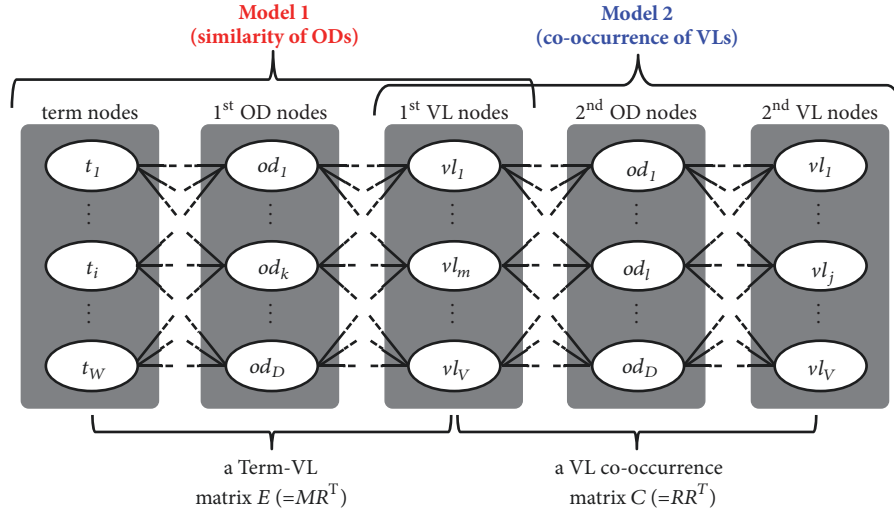 Model 1
(similarity of ODs)
Model 2
(co-occurrence of VLs)
term nodes
1st OD nodes
1st VL nodes
2nd OD nodes
2nd VL nodes
t1 od1 vl1 od1 vl1
⋮ ⋮ ⋮ ⋮ ⋮
ti odk vlm odl vlj
⋮ ⋮ ⋮ ⋮ ⋮
tW odD vlV odD vlV
a Term-VL
matrix E (=MR^T)
a VL co-occurrence
matrix C (=RR^T)